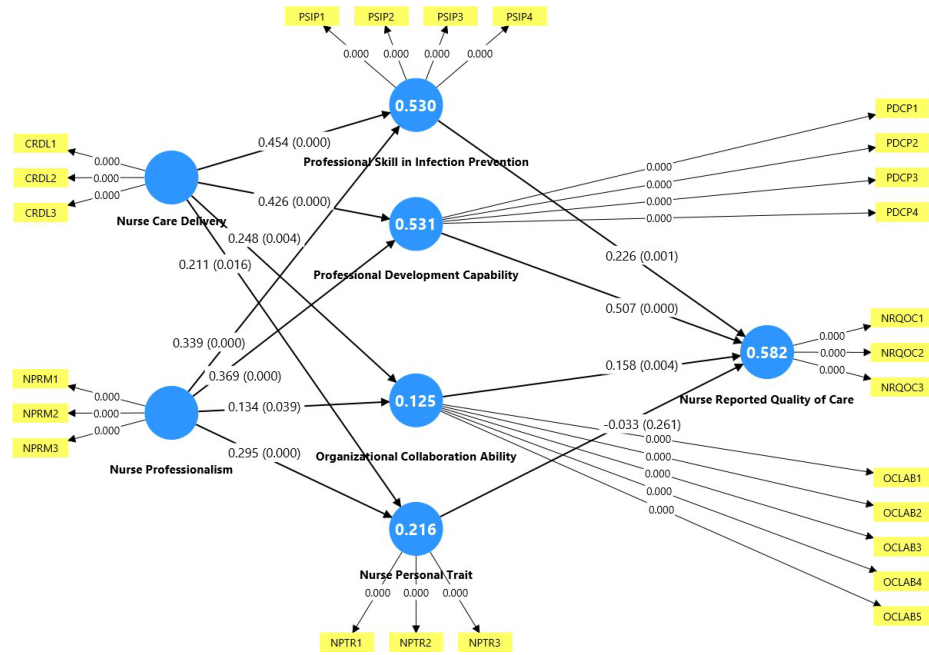 PSIP1 PSIP2 PSIP3 PSIP4
0.000 0.000 0.000 0.000
0.530
Professional Skill in Infection Prevention
CRDL1
CRDL2
CRDL3
0.000
0.000
0.000
Nurse Care Delivery
0.454 (0.000)
0.426 (0.000)
0.248 (0.004)
0.211 (0.016)
0.531
Professional Development Capability
PDCP1
PDCP2
PDCP3
PDCP4
0.000
0.000
0.000
0.000
0.226 (0.001)
0.507 (0.000)
0.158 (0.004)
-0.033 (0.261)
0.582
Nurse Reported Quality of Care
NRQOC1
NRQOC2
NRQOC3
0.000
0.000
0.000
NPRM1
NPRM2
NPRM3
0.000
0.000
0.000
Nurse Professionalism
0.339 (0.000)
0.369 (0.000)
0.134 (0.039)
0.295 (0.000)
0.125
Organizational Collaboration Ability
0.000
0.000
0.000
0.000
0.000
OCLAB1
OCLAB2
OCLAB3
OCLAB4
OCLAB5
0.216
Nurse Personal Trait
0.000 0.000 0.000
NPTR1 NPTR2 NPTR3